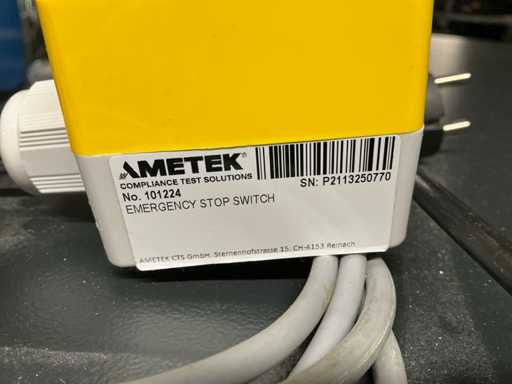 AMETEK®
COMPLIANCE TEST SOLUTIONS
SN: P2113250770
No. 101224
EMERGENCY STOP SWITCH
AMETEK CTS GmbH, Sternenhofstrasse 15, CH-4153 Reinach